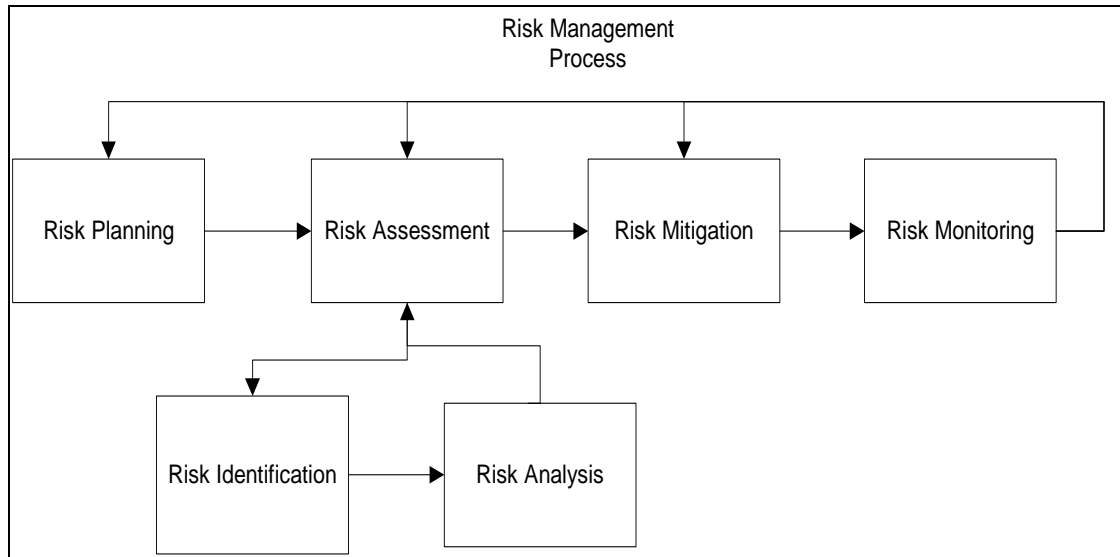 Risk Management
Process
Risk Planning
Risk Assessment
Risk Mitigation
Risk Monitoring
Risk Identification
Risk Analysis